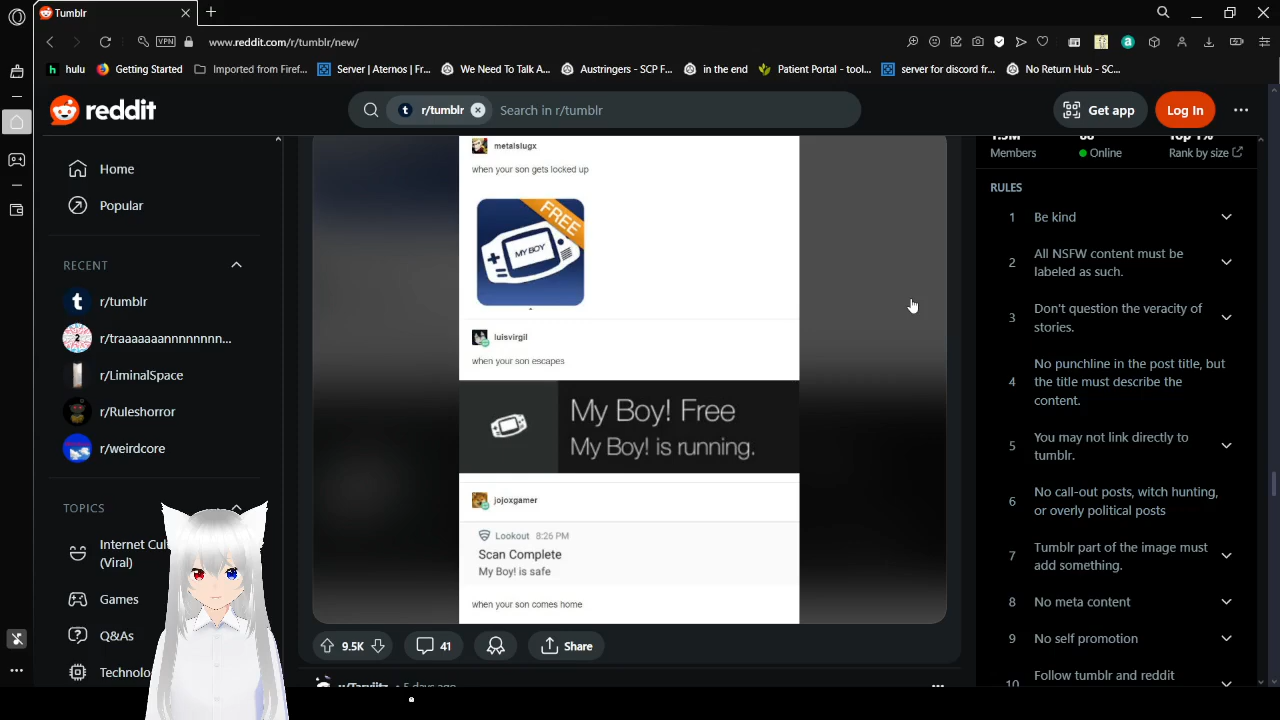 Tumblr
VPN
www.reddit.com/r/tumblr/new/
hulu
Getting Started
Imported from Firef...
Server | Aternos | Fr...
We Need To Talk A...
Austringers - SCP F...
in the end
Patient Portal - tool...
server for discord fr...
No Return Hub - SC...
reddit
r/tumblr
Search in r/tumblr
Get app
Log In
Home
Popular
RECENT
r/tumblr
r/traaaaaaannnnnnnn...
r/LiminalSpace
r/Ruleshorror
r/weirdcore
TOPICS
Internet Cul
(Viral)
Games
Q&As
Technolo
metalslugx
when your son gets locked up
FREE
MY BOY
luisvirgil
when your son escapes
My Boy! Free
My Boy! is running.
jojoxgamer
Lookout 8:26 PM
Scan Complete
My Boy! is safe
when your son comes home
9.5K
41
Share
5 days ago
Members
Online
Top 1%
Rank by size
RULES
1 Be kind
2 All NSFW content must be
labeled as such.
3 Don't question the veracity of
stories.
4 No punchline in the post title, but
the title must describe the
content.
5 You may not link directly to
tumblr.
6 No call-out posts, witch hunting,
or overly political posts
7 Tumblr part of the image must
add something.
8 No meta content
9 No self promotion
10 Follow tumblr and reddit